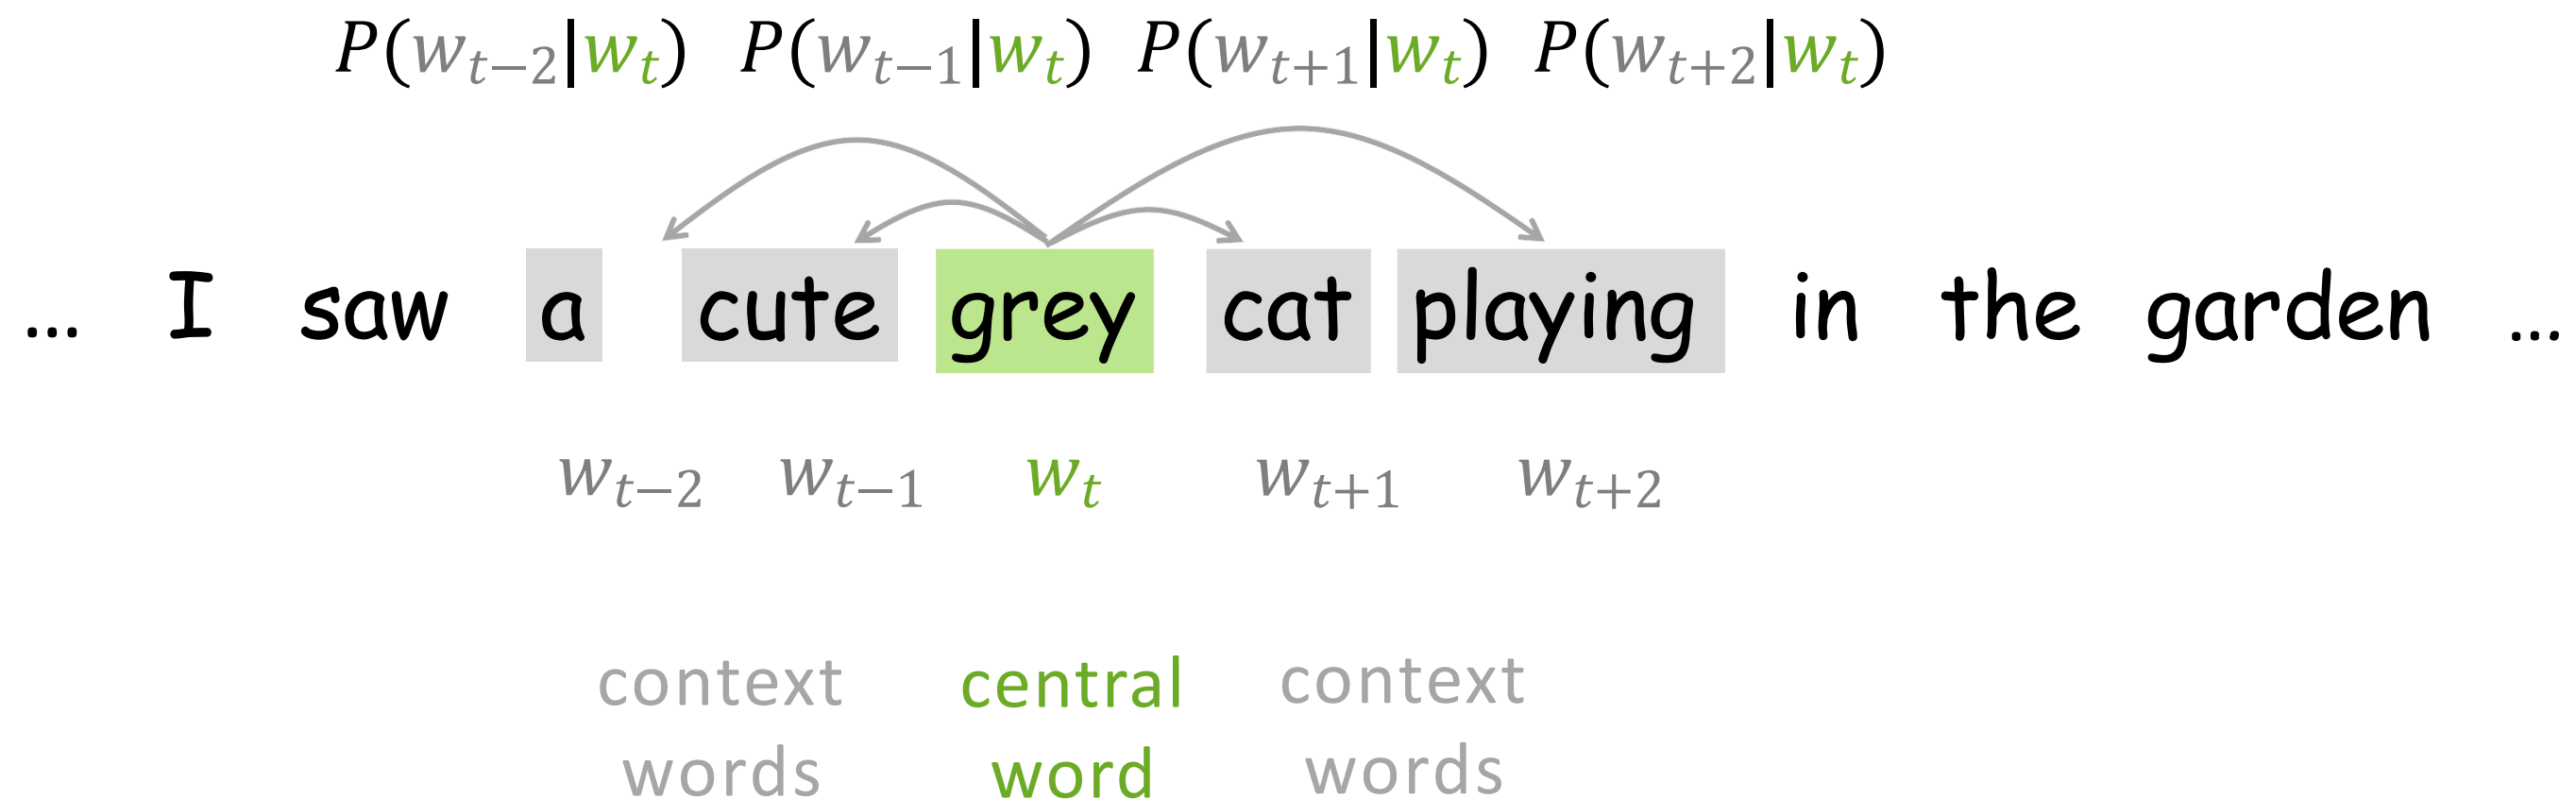 P(w_{t−2}|w_t) P(w_{t−1}|w_t) P(w_{t+1}|w_t) P(w_{t+2}|w_t)
... I saw a cute grey cat playing in the garden ...
w_{t−2} w_{t−1} w_t w_{t+1} w_{t+2}
context central context
words word words